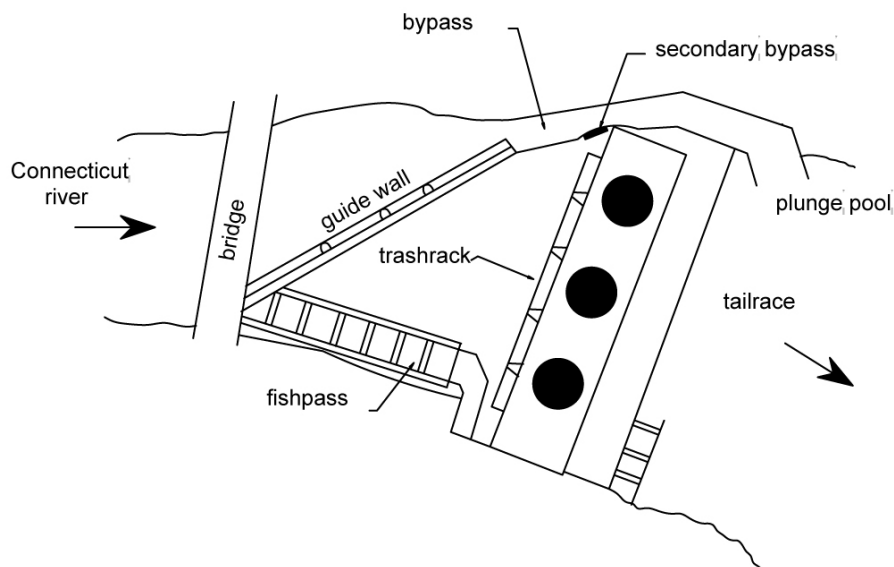 bypass
secondary bypass
Connecticut
river
guide wall
bridge
trashrack
plunge pool
tailrace
fishpass